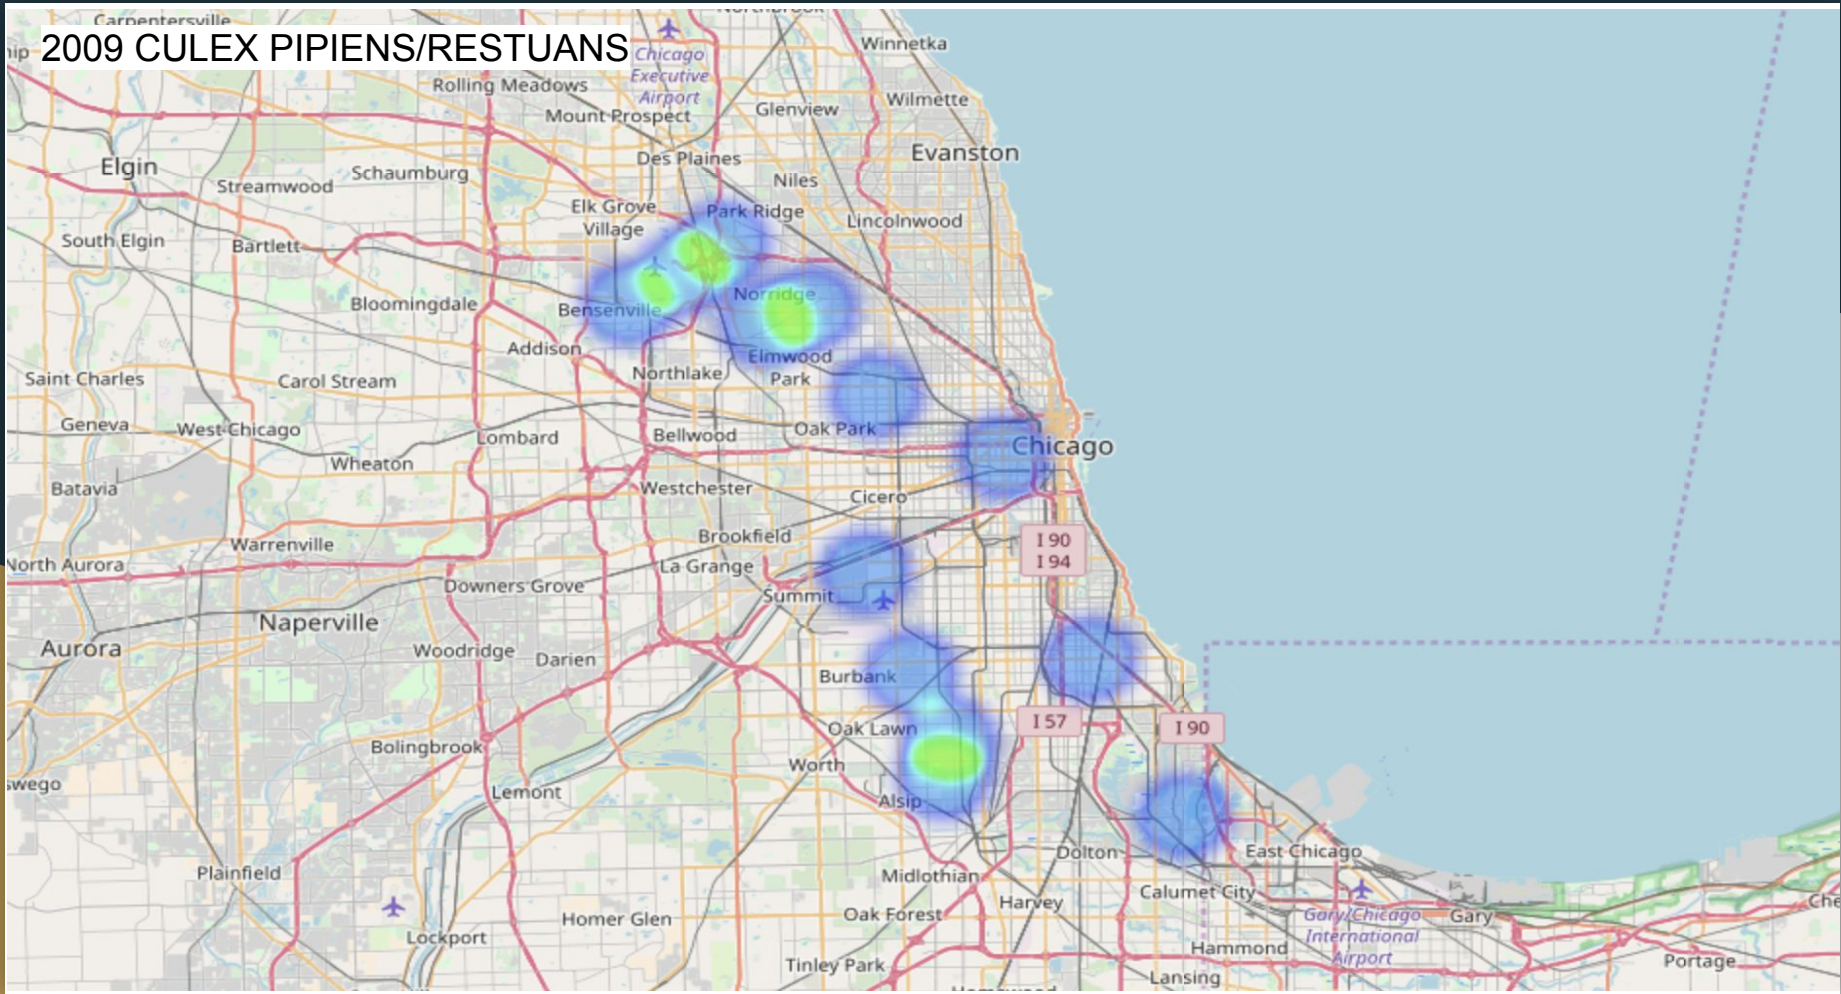 Northbrook
Carpentersville
2009 CULEX PIPIENS/RESTUANS
Winnetka
Chicago
Executive
Airport
Rolling Meadows
Wilmette
Mount Prospect
Glenview
Elgin
Des Plaines
Evanston
Schaumburg
Streamwood
Niles
Elk Grove
Village
Park Ridge
Lincolnwood
South Elgin
Bartlett
Bloomingdale
Bensenville
Norridge
Addison
Elmwood
Park
Northlake
Saint Charles
Carol Stream
Geneva
West Chicago
Lombard
Bellwood
Oak Park
Chicago
Wheaton
Batavia
Westchester
Cicero
Warrenville
Brookfield
I 90
I 94
North Aurora
Downers Grove
La Grange
Summit
Naperville
Aurora
Woodridge
Darien
Burbank
Oak Lawn
I 57
I 90
Bolingbrook
Worth
swego
Lemont
Alsip
Plainfield
Midlothian
Dolton
East Chicago
Calumet City
Homer Glen
Oak Forest
Harvey
Gary/Chicago
International
Airport
Gary
Che
Lockport
Hammond
Tinley Park
Lansing
Portage
Homewood